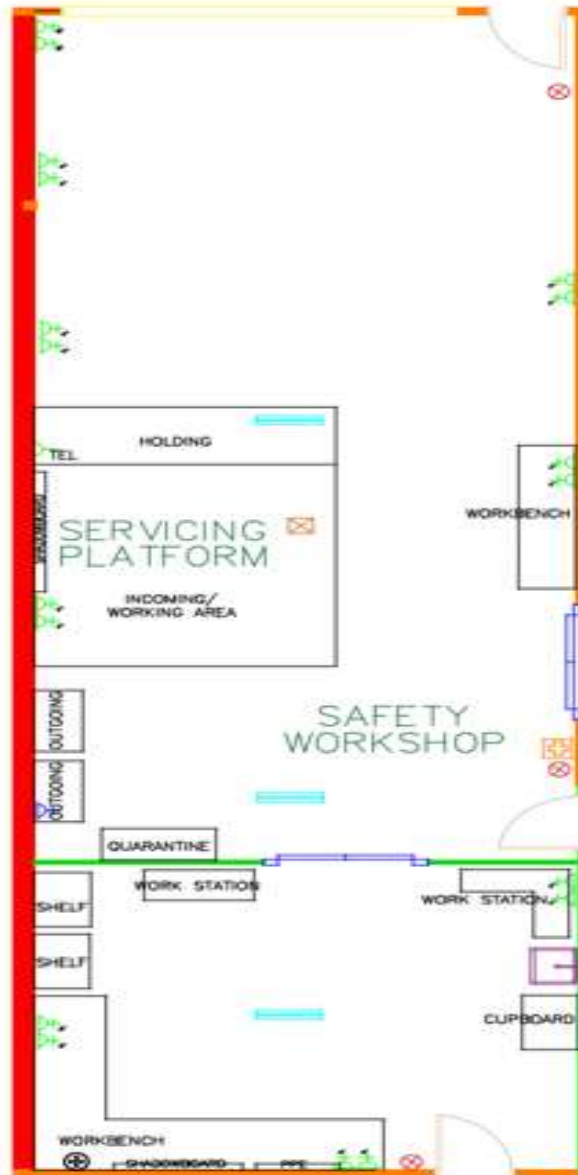 HOLDING
TEL
SHADOWBOARD
SERVICING
PLATFORM
WORKBENCH
INCOMING/
WORKING AREA
OUTGOING
SAFETY
WORKSHOP
OUTGOING
QUARANTINE
WORK STATION
WORK STATION
SHELF
SHELF
CUPBOARD
WORKBENCH
SHADOWBOARD
PPE